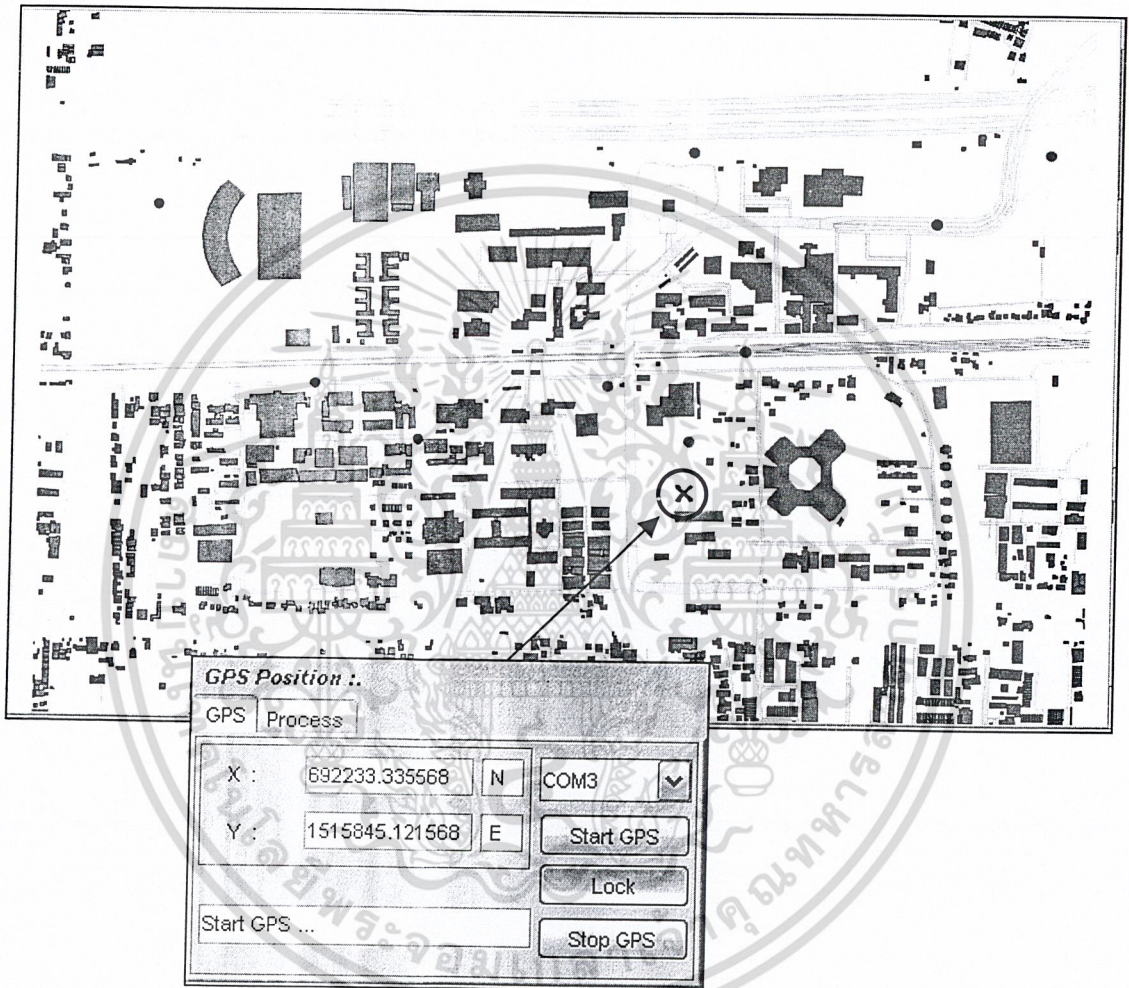 GPS Position :.
GPS
Process
X :
692233.335568
N
COM3
Y :
1515845.121568
E
Start GPS
Lock
Start GPS ...
Stop GPS